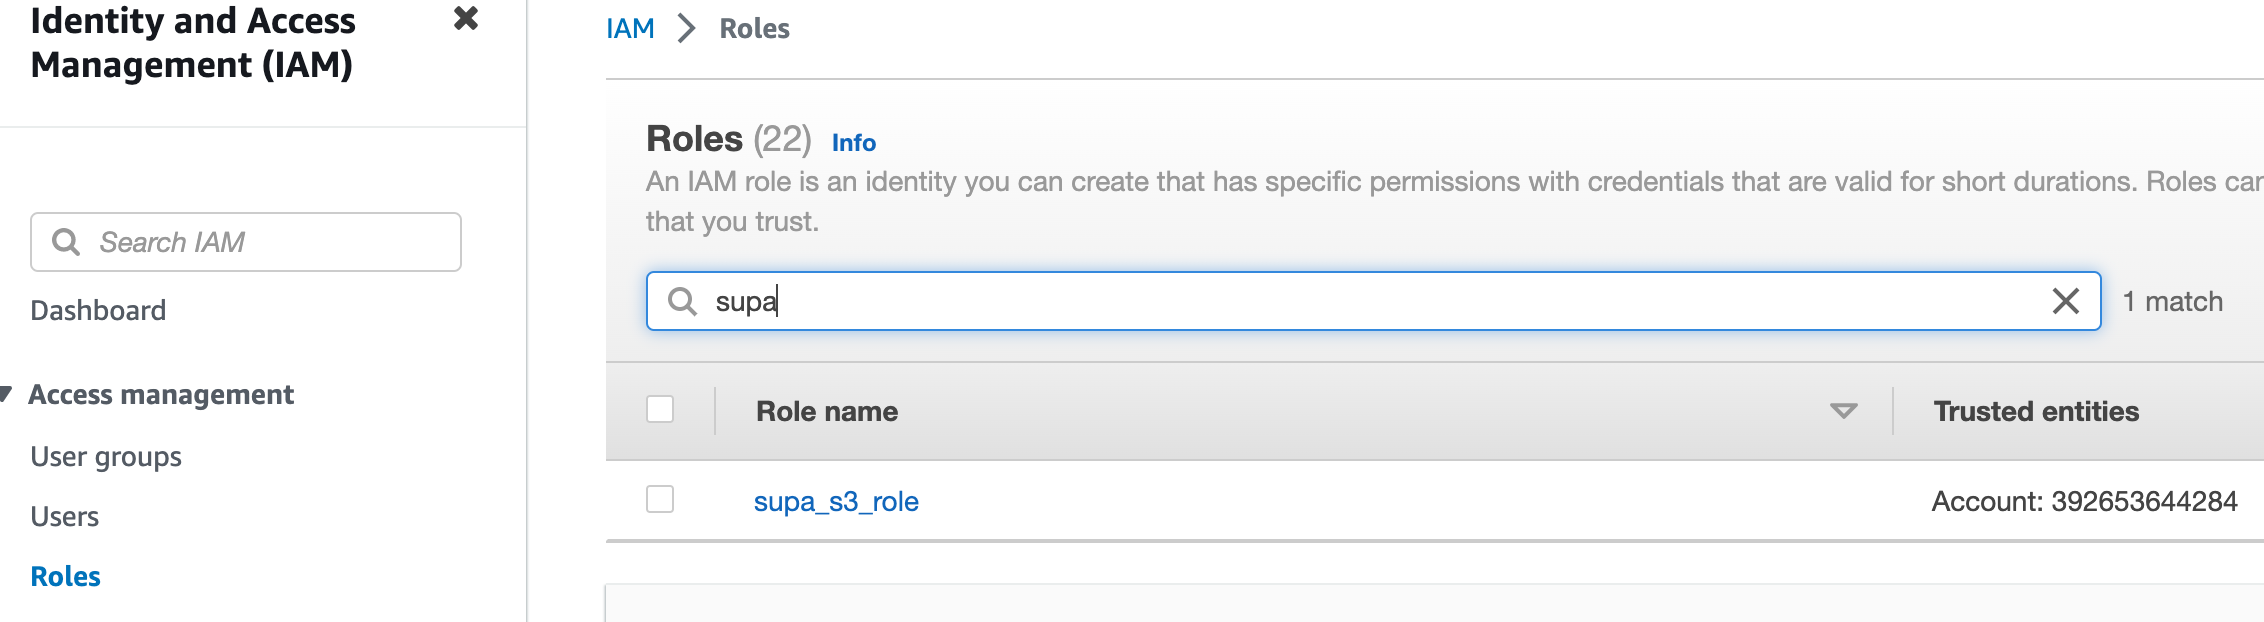 Identity and Access
Management (IAM)
Search IAM
Dashboard
Access management
User groups
Users
Roles
IAM > Roles
Roles (22) Info
An IAM role is an identity you can create that has specific permissions with credentials that are valid for short durations. Roles can
that you trust.
supa
1 match
Role name Trusted entities
supa_s3_role Account: 392653644284